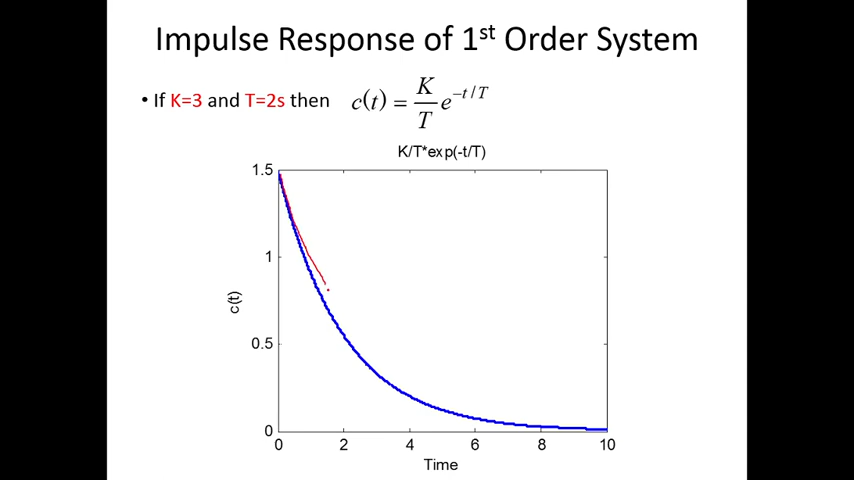 Impulse Response of 1st Order System
• If K=3 and T=2s then c(t) = K/T e^{-t/T}
K/T*exp(-t/T)
1.5
1
0.5
0
c(t)
0 2 4 6 8 10
Time